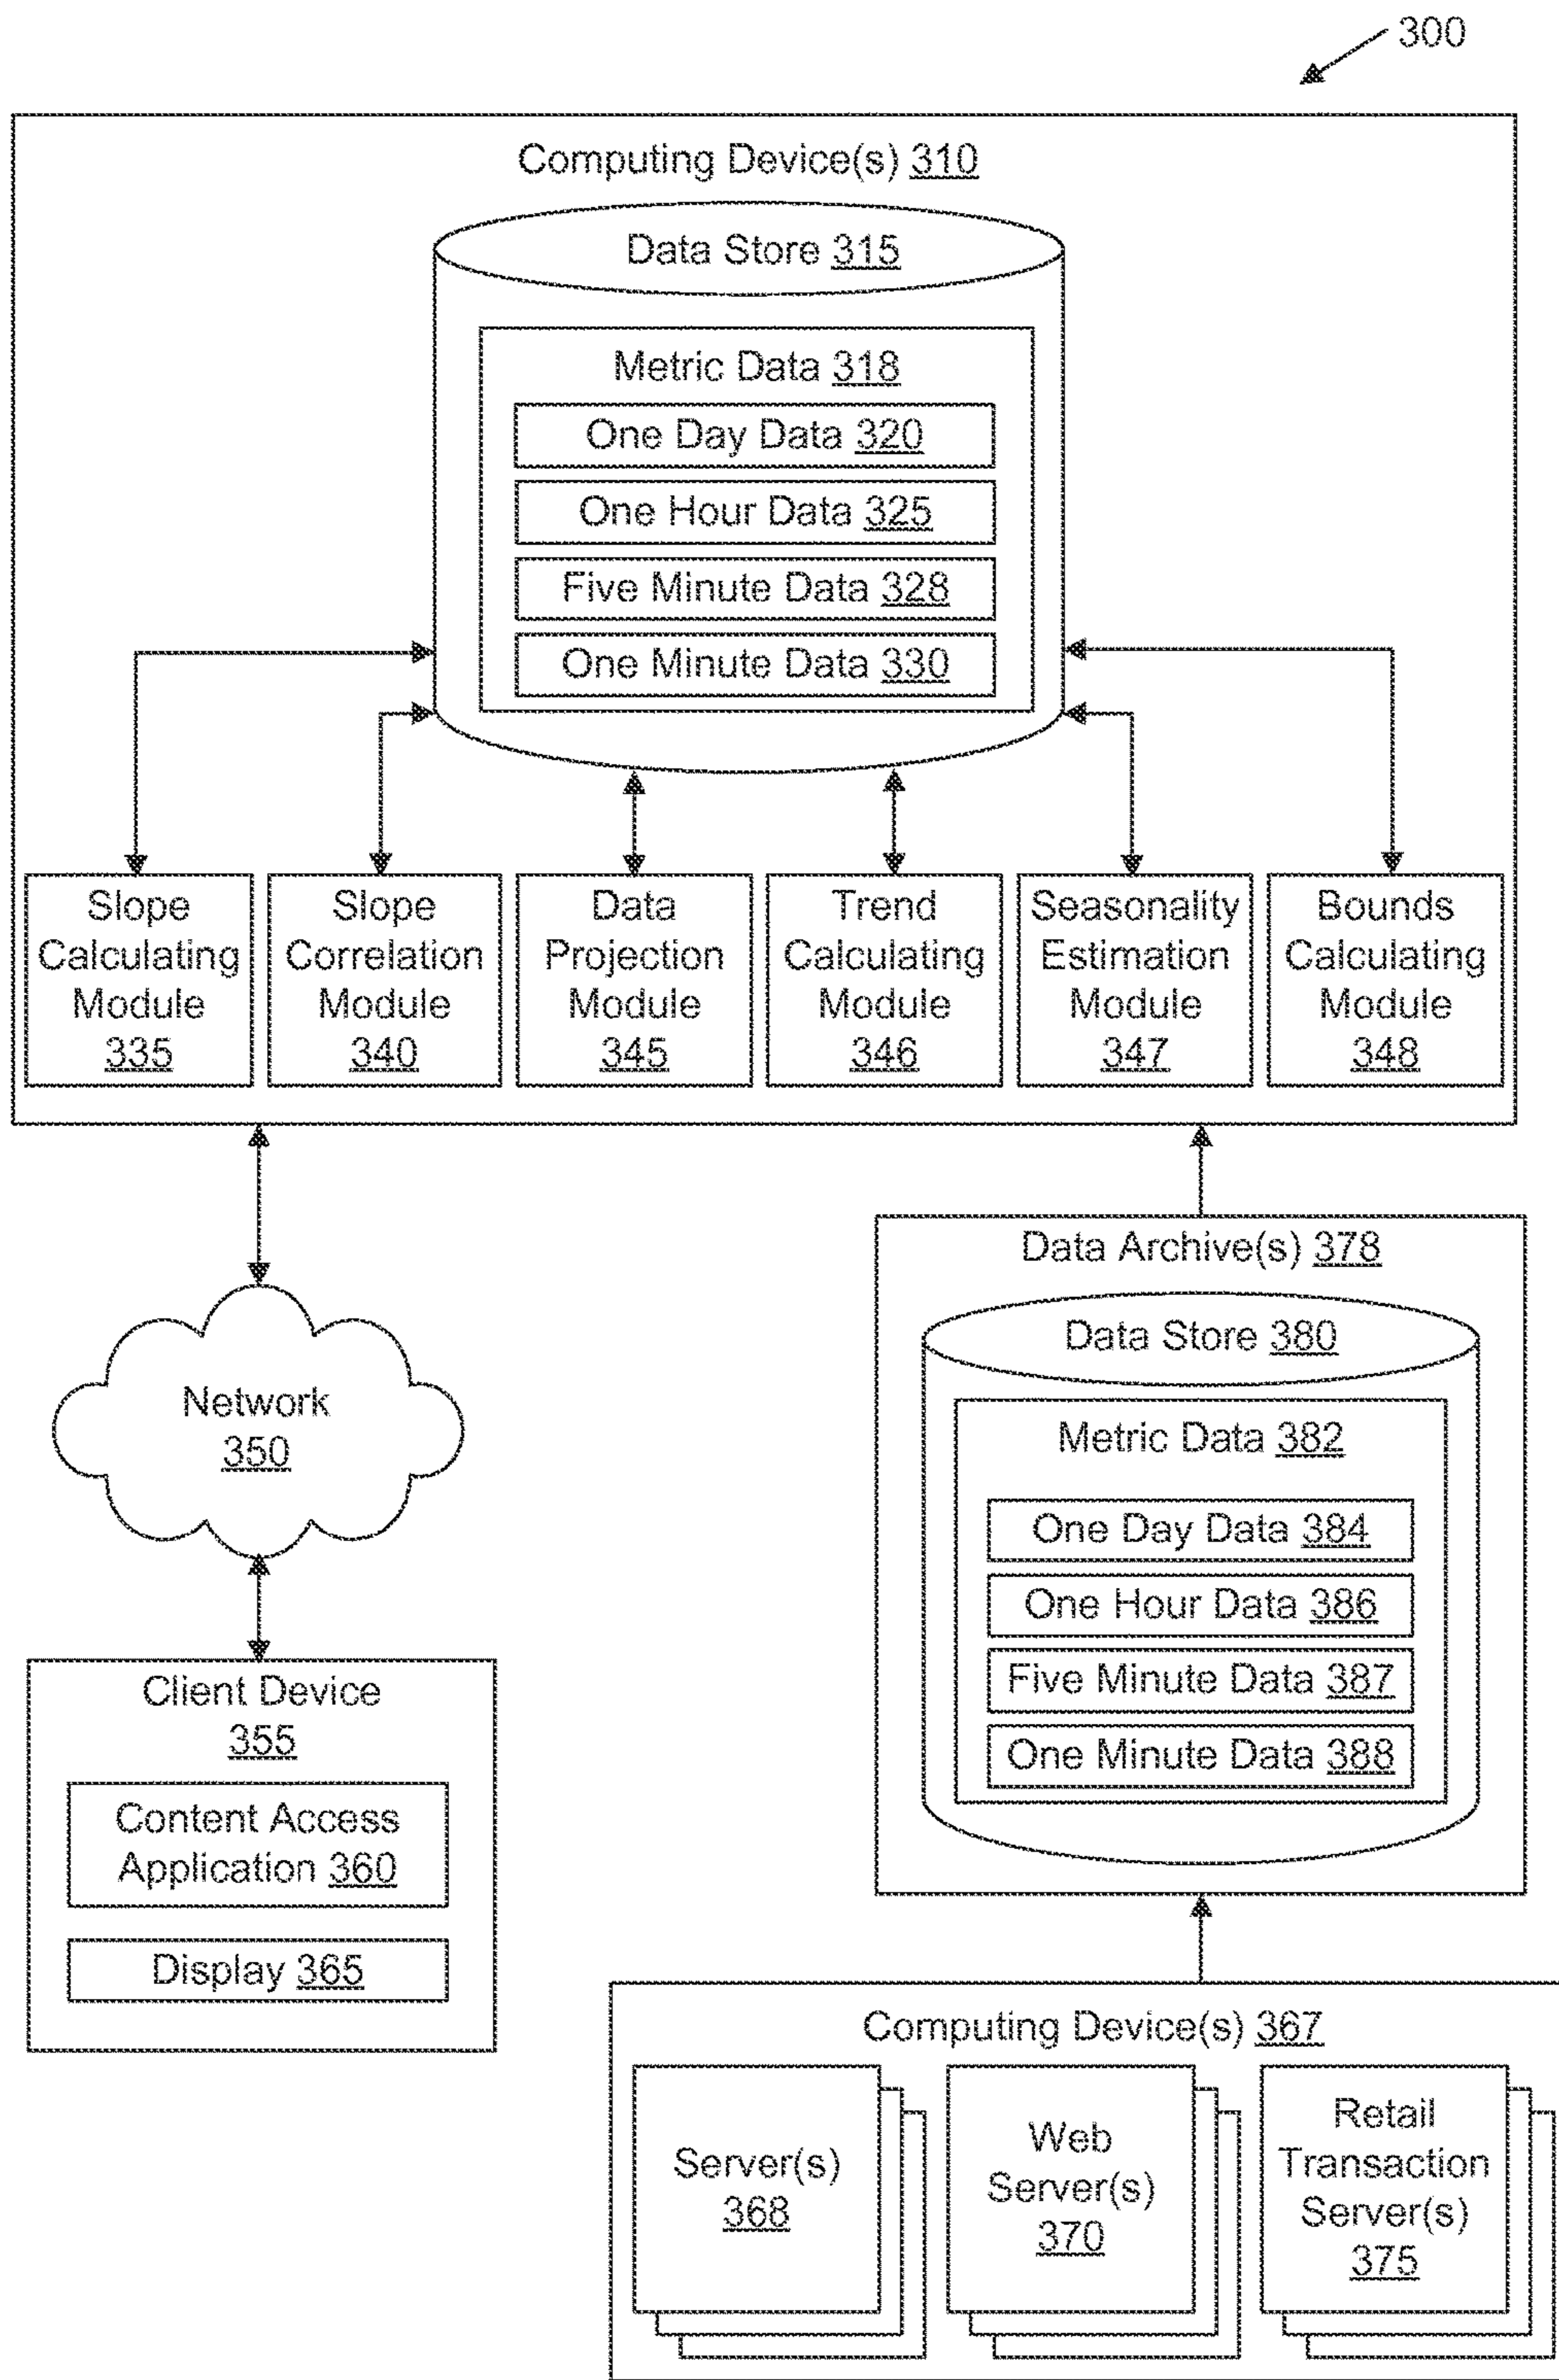 300
Computing Device(s) 310
Data Store 315
Metric Data 318
One Day Data 320
One Hour Data 325
Five Minute Data 328
One Minute Data 330
Slope
Calculating
Module
335
Slope
Correlation
Module
340
Data
Projection
Module
345
Trend
Calculating
Module
346
Seasonality
Estimation
Module
347
Bounds
Calculating
Module
348
Network
350
Client Device
355
Content Access
Application 360
Display 365
Data Archive(s) 378
Data Store 380
Metric Data 382
One Day Data 384
One Hour Data 386
Five Minute Data 387
One Minute Data 388
Computing Device(s) 367
Server(s)
368
Web
Server(s)
370
Retail
Transaction
Server(s)
375